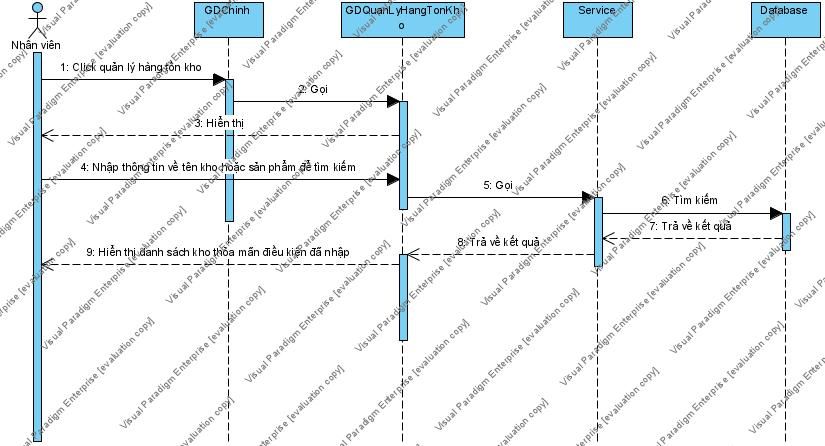 GDChinh
GDQuanLyHangTonKh
o
Service
Database
Nhân viên
1: Click quản lý hàng tồn kho
2: Gọi
3: Hiển thị
4: Nhập thông tin về tên kho hoặc sản phẩm để tìm kiếm
5: Gọi
6: Tìm kiếm
7: Trả về kết quả
8: Trả về kết quả
9: Hiển thị danh sách kho thỏa mãn điều kiện đã nhập
Visual Paradigm Enterprise [evaluation copy]